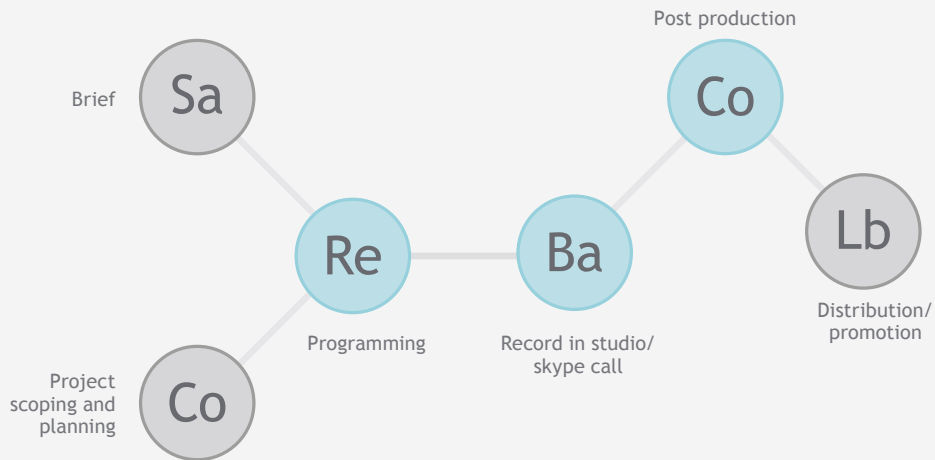 Post production
Co
Brief
Sa
Lb
Distribution/
promotion
Re
Programming
Ba
Record in studio/
skype call
Project
scoping and
planning
Co